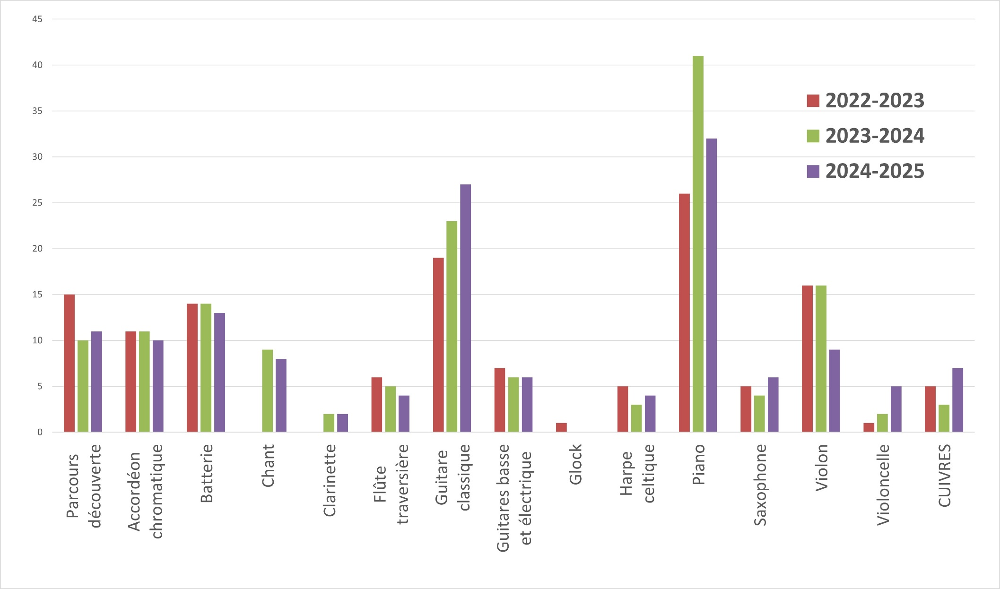 45
40
35
30
25
20
15
10
5
0
2022-2023
2023-2024
2024-2025
Parcours
découverte
Accordéon
chromatique
Batterie
Chant
Clarinette
Flûte
traversière
Guitare
classique
Guitares basse
et électrique
Glock
Harpe
celtique
Piano
Saxophone
Violon
Violoncelle
CUIVRES